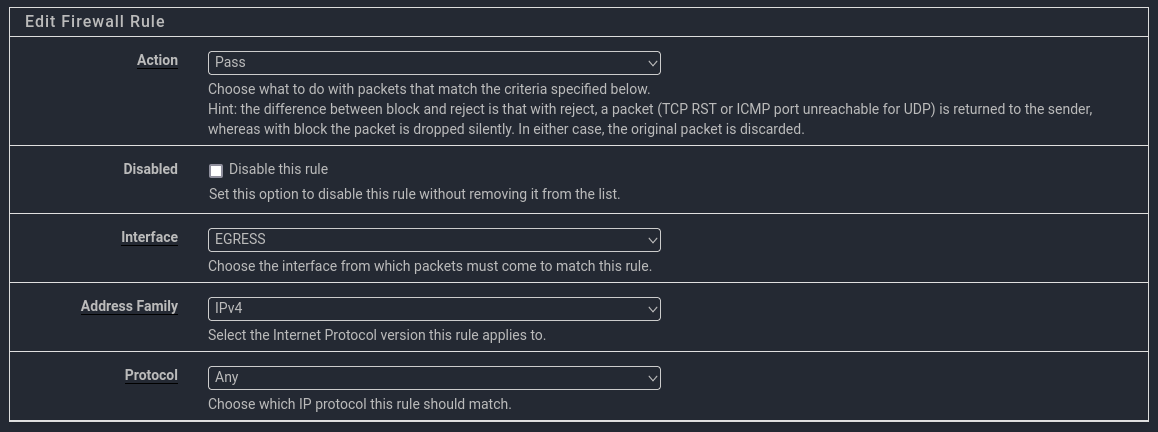 Edit Firewall Rule
Action
Pass
Choose what to do with packets that match the criteria specified below.
Hint: the difference between block and reject is that with reject, a packet (TCP RST or ICMP port unreachable for UDP) is returned to the sender,
whereas with block the packet is dropped silently. In either case, the original packet is discarded.
Disabled
Disable this rule
Set this option to disable this rule without removing it from the list.
Interface
EGRESS
Choose the interface from which packets must come to match this rule.
Address Family
IPv4
Select the Internet Protocol version this rule applies to.
Protocol
Any
Choose which IP protocol this rule should match.